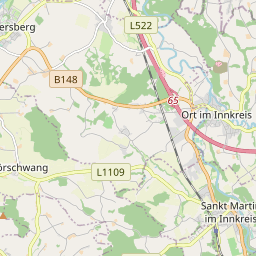 L522
ersberg
B148
65
Ort im Innkreis
örschwang
L1109
Sankt Martin
im Innkreis